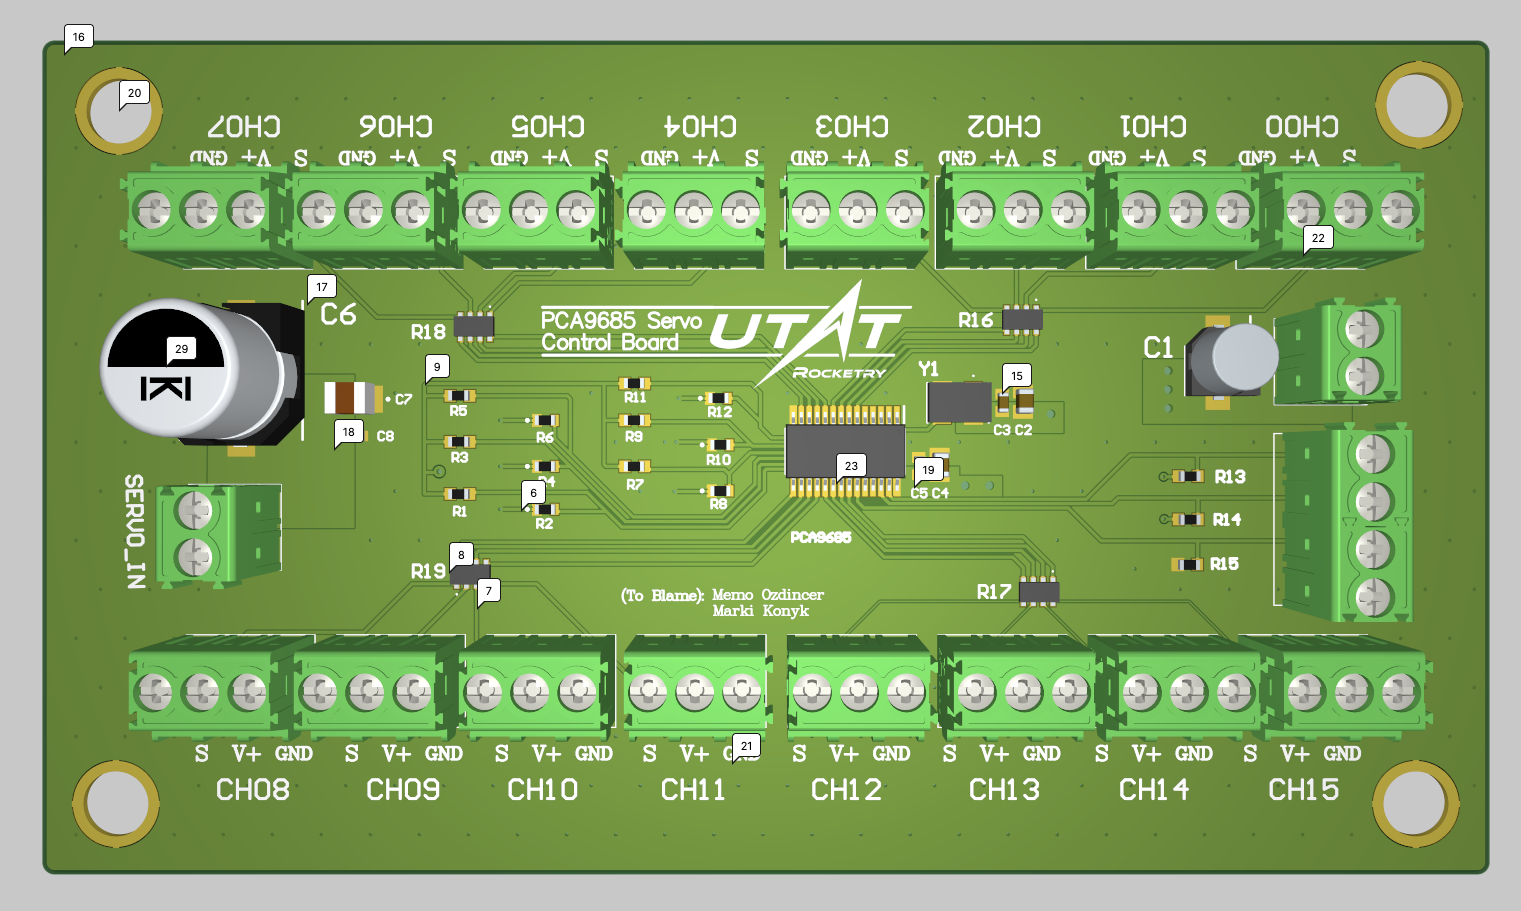 16
20
CH07 CH06 CH05 CH04 CH03 CH02 CH01 CH00
GND V+ S GND V+ S GND V+ S GND V+ S GND V+ S GND V+ S GND V+ S GND V+ S
22
17
C6
R18
PCA9685 Servo
Control Board
UTAT
ROCKETRY
R16
C1
29
9
Y1
15
R5
R11
R12
C7
C3 C2
18
C8
R6
R9
R3
R10
23
19
R4
R7
R8
C5 C4
R13
6
R1
R2
R14
SERVO_IN
PCA9685
8
R19
R15
7
(To Blame): Memo Ozdincer
Marki Konyk
R17
21
S V+ GND S V+ GND S V+ GND S V+ GND S V+ GND S V+ GND S V+ GND S V+ GND
CH08 CH09 CH10 CH11 CH12 CH13 CH14 CH15